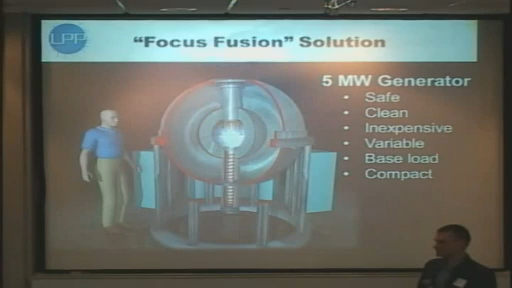 LPP
"Focus Fusion" Solution
5 MW Generator
• Safe
• Clean
• Inexpensive
• Variable
• Base load
• Compact